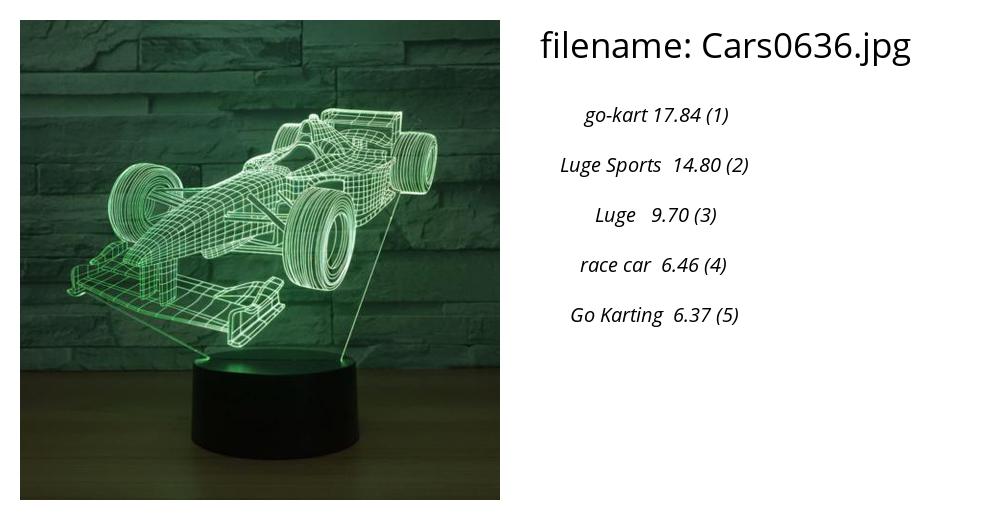 filename: Cars0636.jpg
go-kart 17.84 (1)
Luge Sports 14.80 (2)
Luge 9.70 (3)
race car 6.46 (4)
Go Karting 6.37 (5)